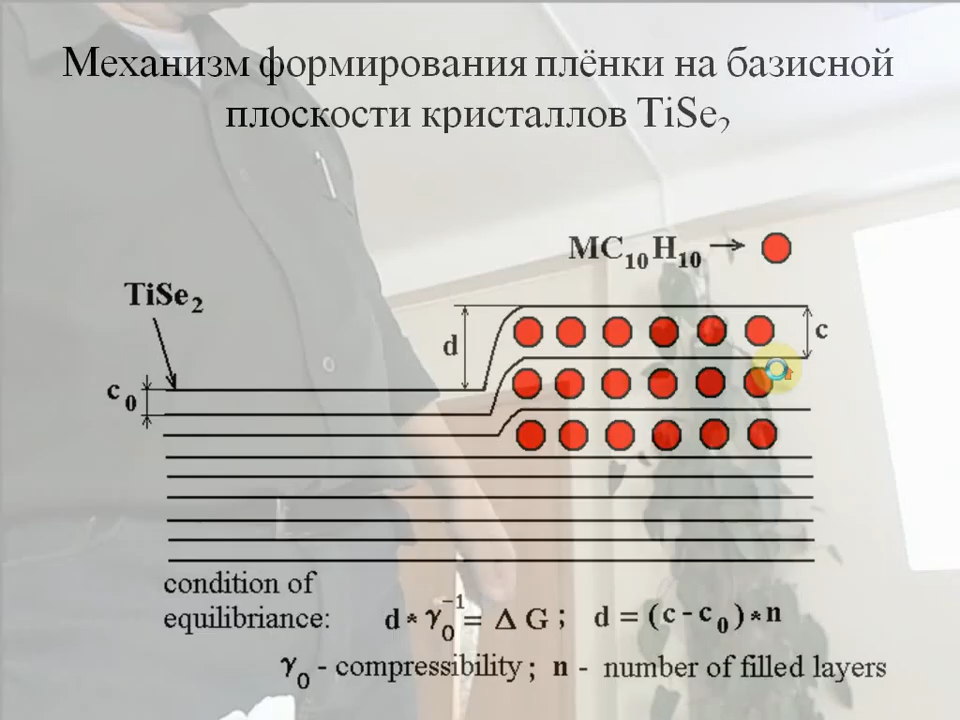 Механизм формирования плёнки на базисной
плоскости кристаллов TiSe₂
MC₁₀H₁₀
TiSe₂
d
c
c₀
condition of
equilibriance: d * γ₀⁻¹ = Δ G ; d = (c - c₀) * n
γ₀ - compressibility ; n - number of filled layers